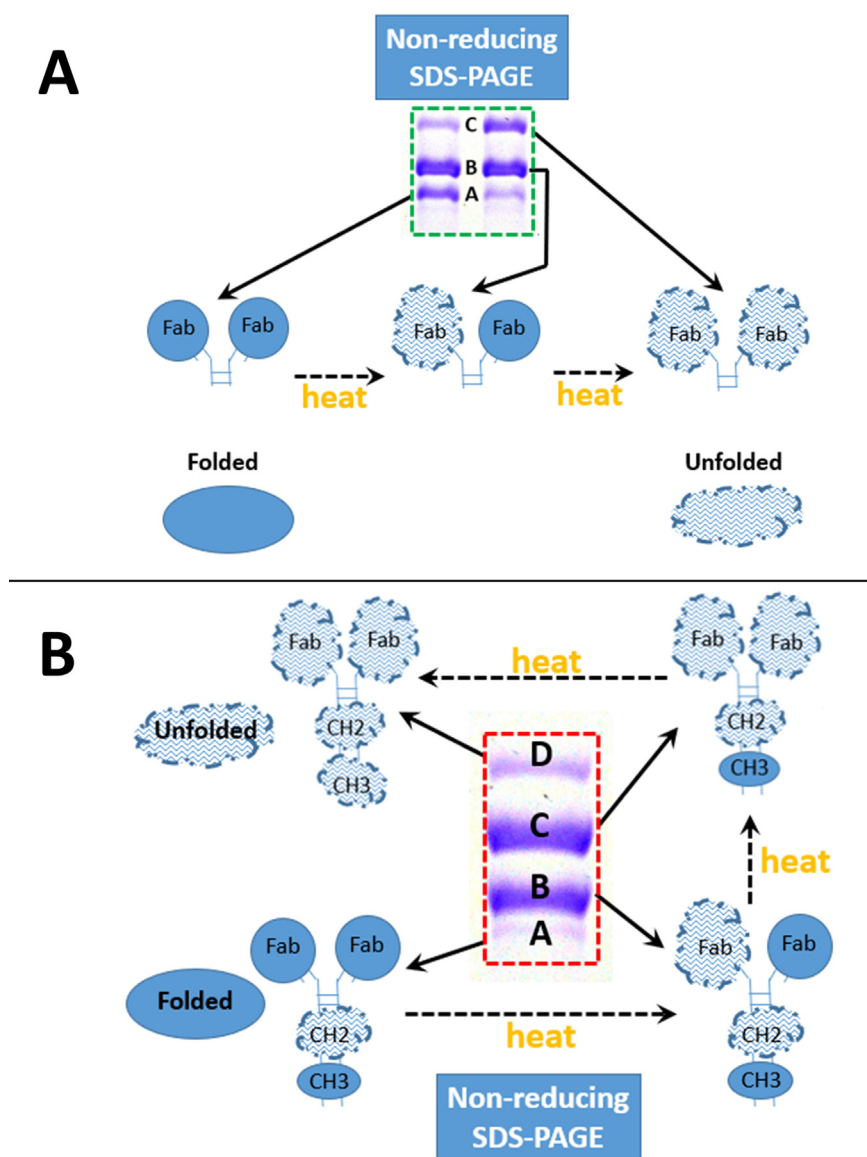 A
Non-reducing
SDS-PAGE
C
B
A
Fab Fab
Fab Fab
Fab Fab
heat
heat
Folded
Unfolded
B
Fab Fab
CH2
CH3
Unfolded
heat
Fab Fab
CH2
CH3
D
C
B
A
heat
Fab Fab
CH2
CH3
Folded
heat
Fab Fab
CH2
CH3
Non-reducing
SDS-PAGE